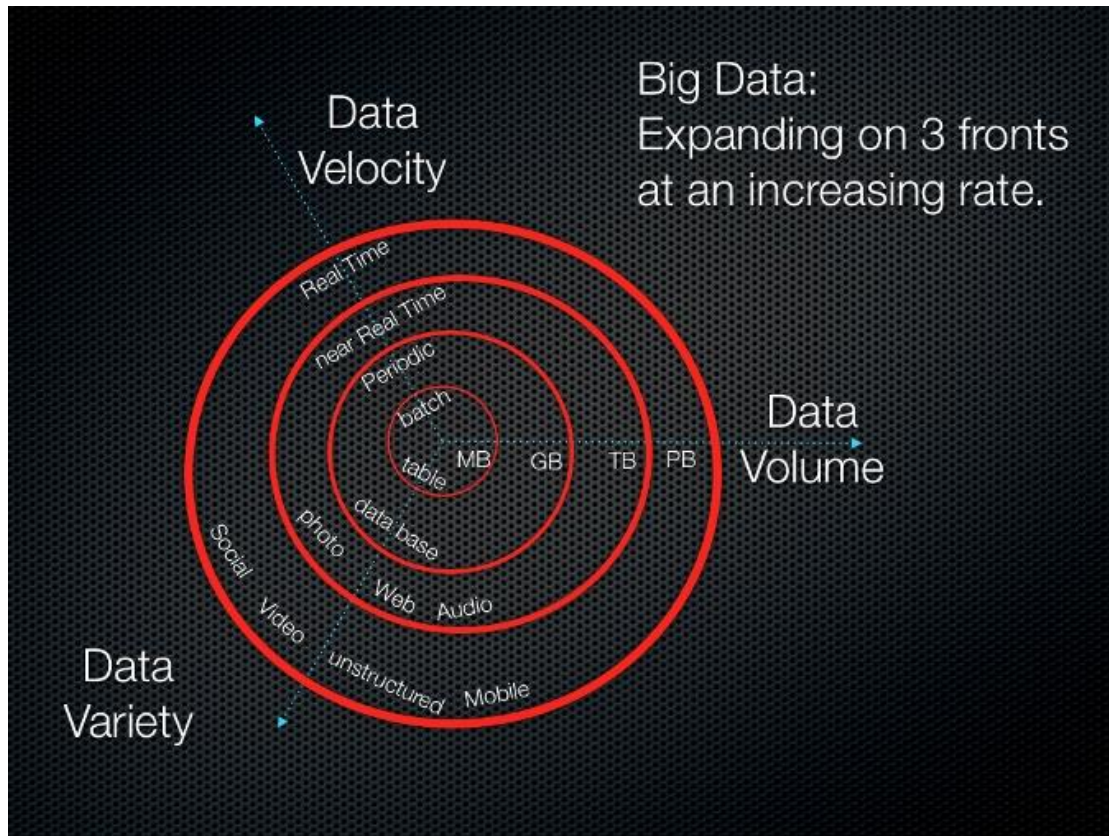 Big Data:
Expanding on 3 fronts
at an increasing rate.
Data
Velocity
Real Time
near Real Time
Periodic
batch
table
data base
photo
Web
Audio
Social
Video
unstructured
Mobile
MB
GB
TB
PB
Data
Volume
Data
Variety